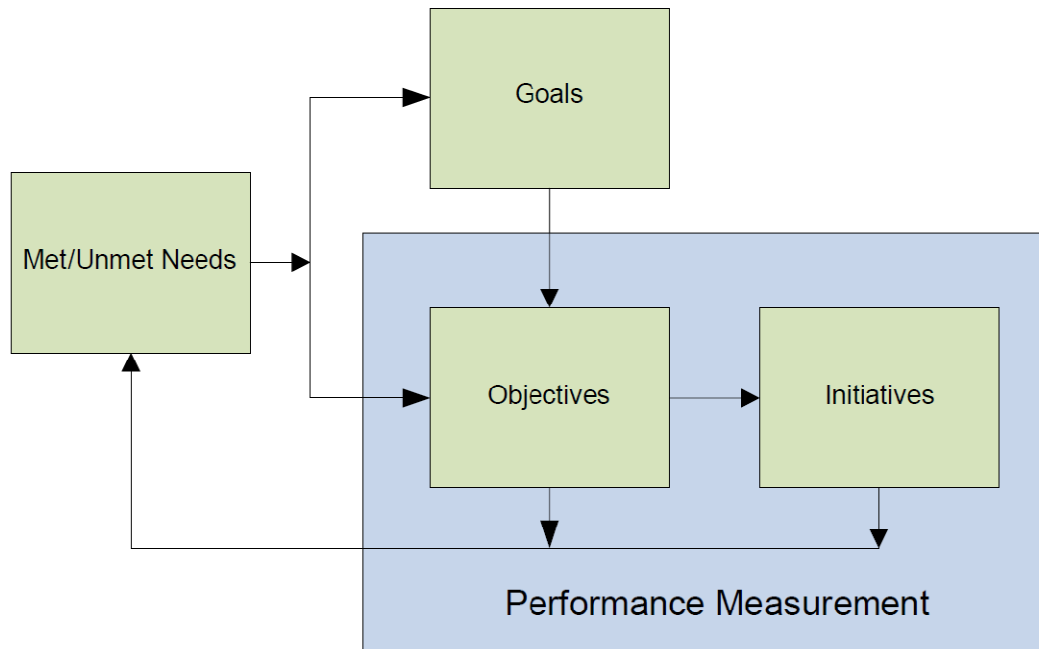 Goals
Met/Unmet Needs
Objectives
Initiatives
Performance Measurement